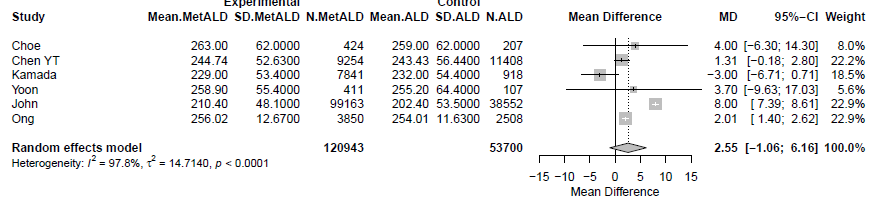 Experimental Control
Study Mean.MetALD SD.MetALD N.MetALD Mean.ALD SD.ALD N.ALD Mean Difference MD 95%-CI Weight
Choe 263.00 62.0000 424 259.00 62.0000 207 4.00 [-6.30; 14.30] 8.0%
Chen YT 244.74 52.6300 9254 243.43 56.4400 11408 1.31 [-0.18; 2.80] 22.2%
Kamada 229.00 53.4000 7841 232.00 54.4000 918 -3.00 [-6.71; 0.71] 18.5%
Yoon 258.90 55.4000 411 255.20 64.4000 107 3.70 [-9.63; 17.03] 5.6%
John 210.40 48.1000 99163 202.40 53.5000 38552 8.00 [ 7.39; 8.61] 22.9%
Ong 256.02 12.6700 3850 254.01 11.6300 2508 2.01 [ 1.40; 2.62] 22.9%
Random effects model 120943 53700 2.55 [-1.06; 6.16] 100.0%
Heterogeneity: I² = 97.8%, τ² = 14.7140, p < 0.0001
-15 -10 -5 0 5 10 15
Mean Difference